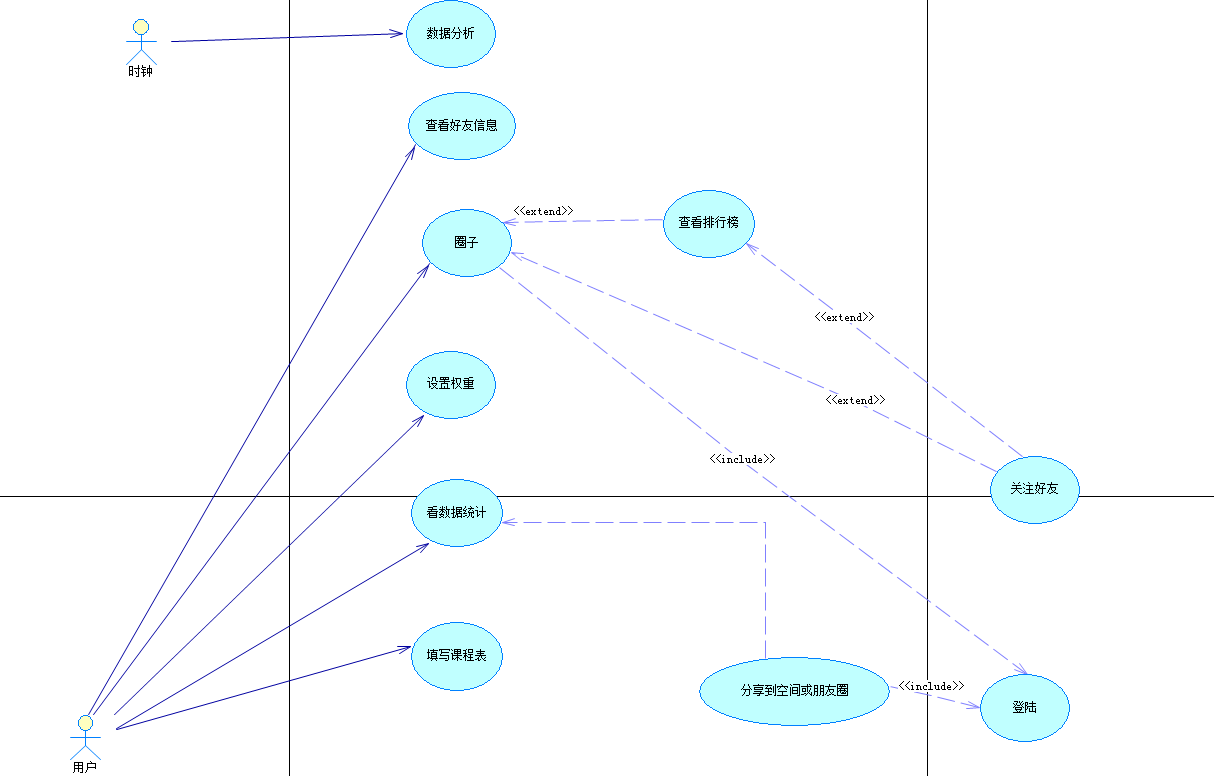 数据分析
时钟
查看好友信息
<<extend>>
查看排行榜
圈子
<<extend>>
设置权重
<<extend>>
<<include>>
关注好友
看数据统计
填写课程表
<<include>>
分享到空间或朋友圈
登陆
用户